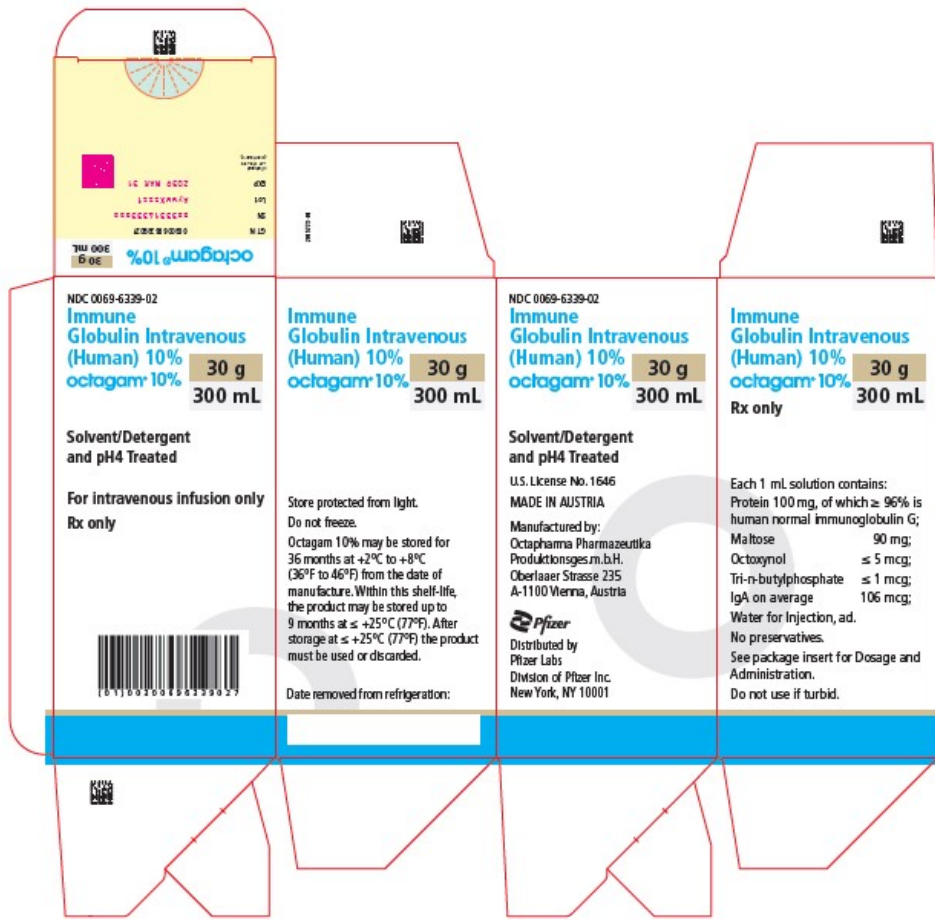 octagam® 10%
30 g
300 mL
GTIN
SN
Lot
EXP
2030 MAR 31
NDC 0069-6339-02
Immune
Globulin Intravenous
(Human) 10%
octagam® 10%
30 g
300 mL
Solvent/Detergent
and pH4 Treated
For intravenous infusion only
Rx only
(01)00300696339027
Immune
Globulin Intravenous
(Human) 10%
octagam® 10%
30 g
300 mL
Store protected from light.
Do not freeze.
Octagam 10% may be stored for
36 months at +2°C to +8°C
(36°F to 46°F) from the date of
manufacture. Within this shelf-life,
the product may be stored up to
9 months at ≤ +25°C (77°F). After
storage at ≤ +25°C (77°F) the product
must be used or discarded.
Date removed from refrigeration:
NDC 0069-6339-02
Immune
Globulin Intravenous
(Human) 10%
octagam® 10%
30 g
300 mL
Solvent/Detergent
and pH4 Treated
U.S. License No. 1646
MADE IN AUSTRIA
Manufactured by:
Octapharma Pharmazeutika
Produktionsges.m.b.H.
Oberlaaer Strasse 235
A-1100 Vienna, Austria
Pfizer
Distributed by
Pfizer Labs
Division of Pfizer Inc.
New York, NY 10001
Immune
Globulin Intravenous
(Human) 10%
octagam® 10%
30 g
300 mL
Rx only
Each 1 mL solution contains:
Protein 100 mg, of which ≥ 96% is
human normal immunoglobulin G;
Maltose 90 mg;
Octoxynol ≤ 5 mcg;
Tri-n-butylphosphate ≤ 1 mcg;
IgA on average 106 mcg;
Water for Injection, ad.
No preservatives.
See package insert for Dosage and
Administration.
Do not use if turbid.